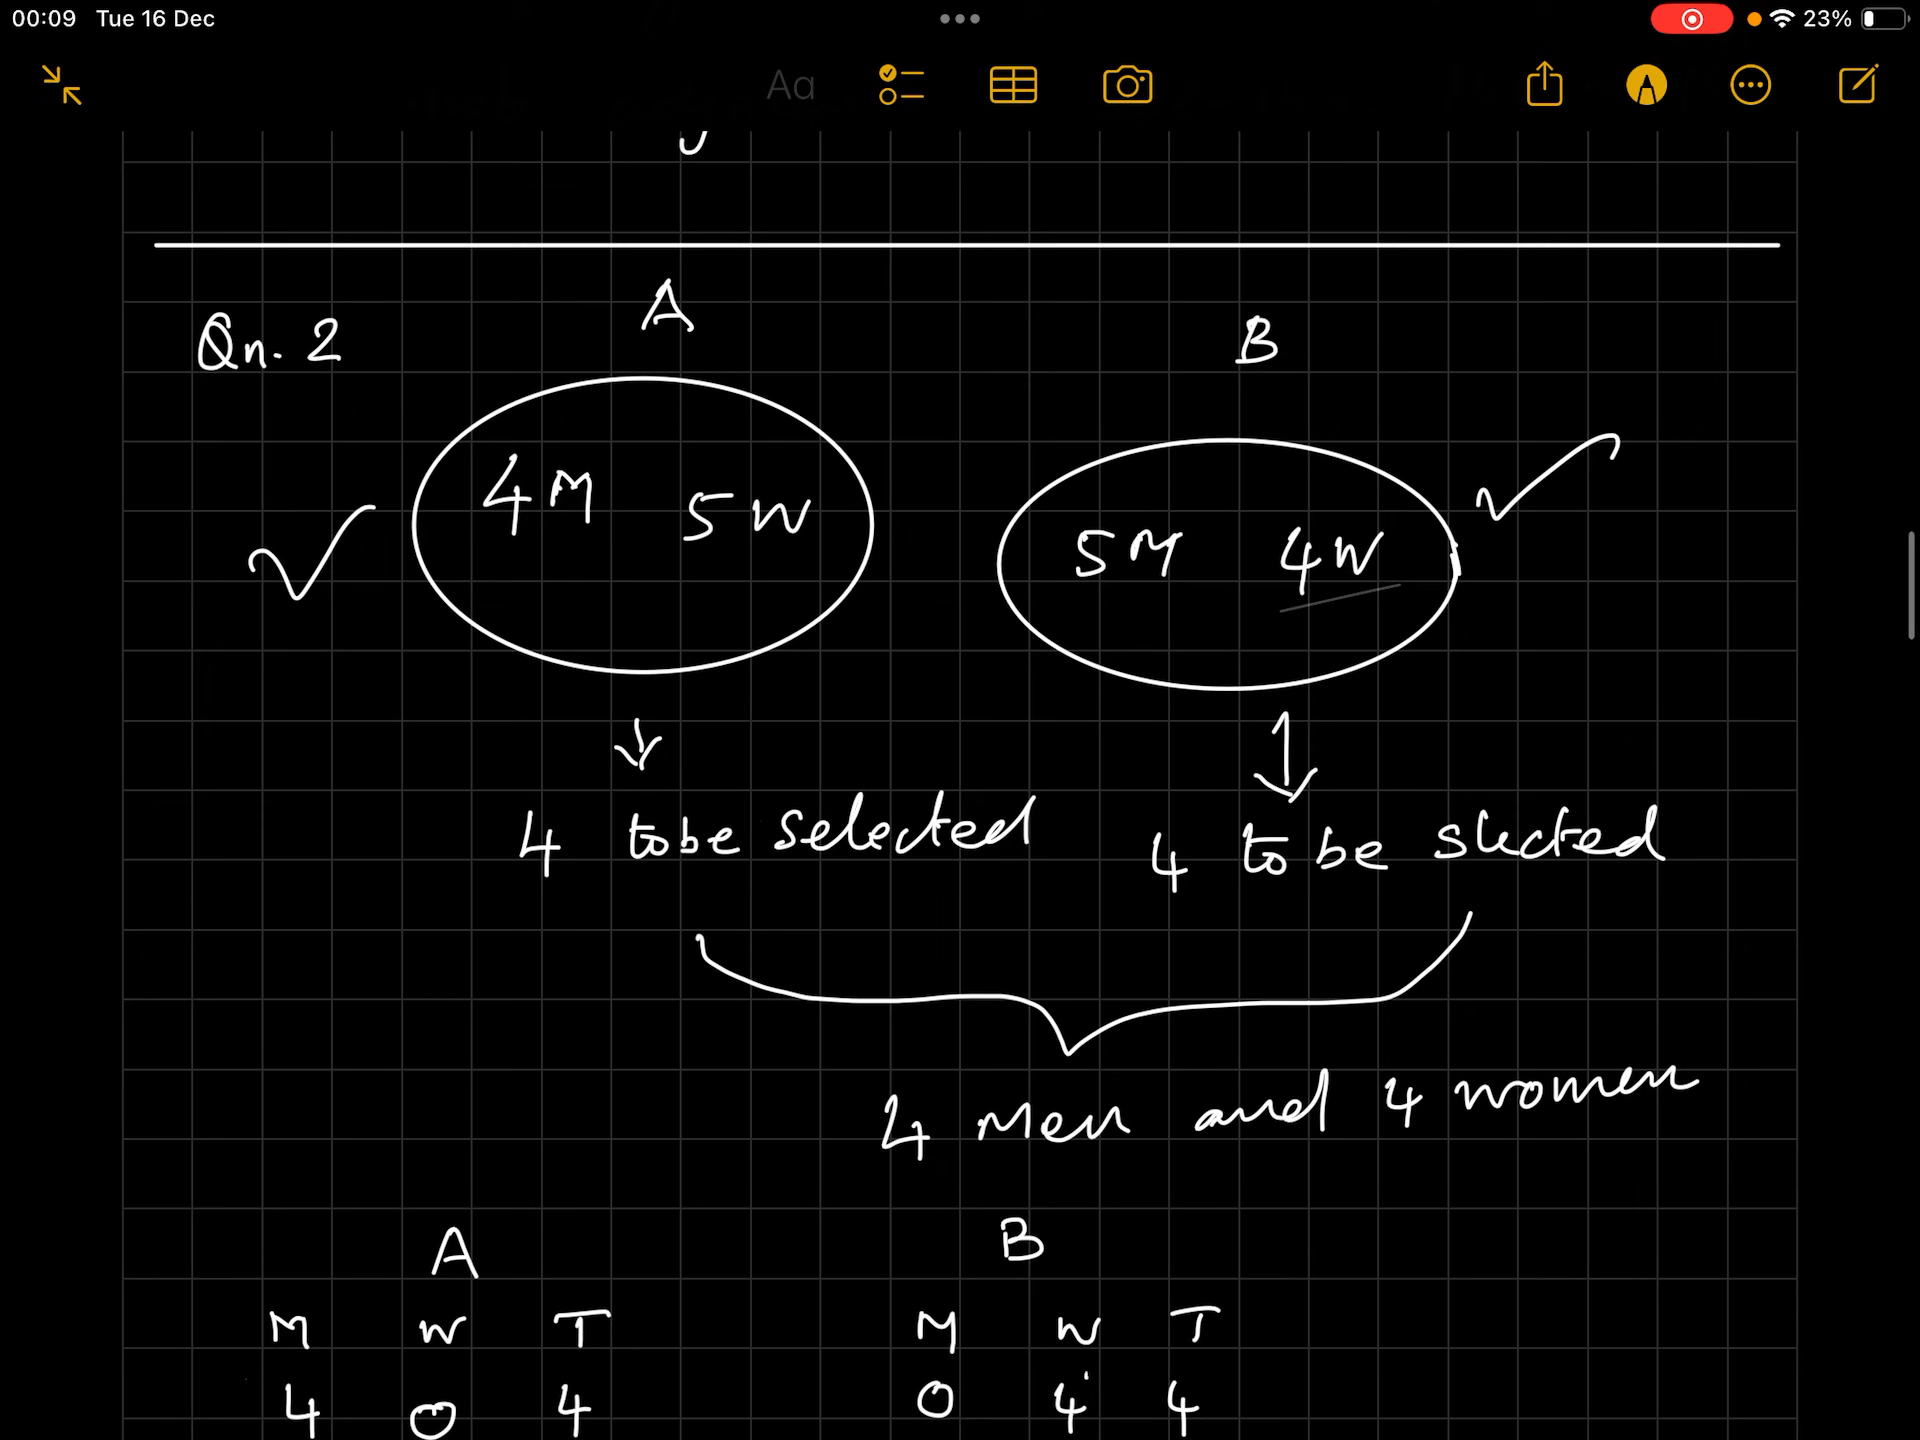 00:09 Tue 16 Dec 23%
Aa
A
Qn. 2 B
4M 5W 5M 4W
4 to be selected 4 to be slected
4 Men and 4 women
A B
M W T M W T
4 0 4 0 4 4